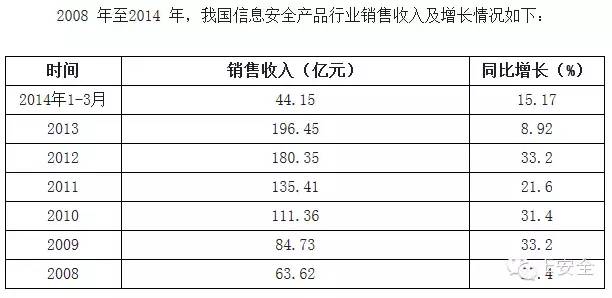 2008 年至2014 年，我国信息安全产品行业销售收入及增长情况如下：
时间 销售收入（亿元） 同比增长（%）
2014年1-3月 44.15 15.17
2013 196.45 8.92
2012 180.35 33.2
2011 135.41 21.6
2010 111.36 31.4
2009 84.73 33.2
2008 63.62 .4
E安全